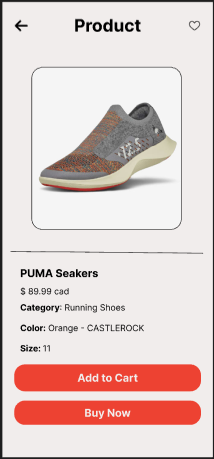 Product
PUMA Seakers
$ 89.99 cad
Category: Running Shoes
Color: Orange - CASTLEROCK
Size: 11
Add to Cart
Buy Now